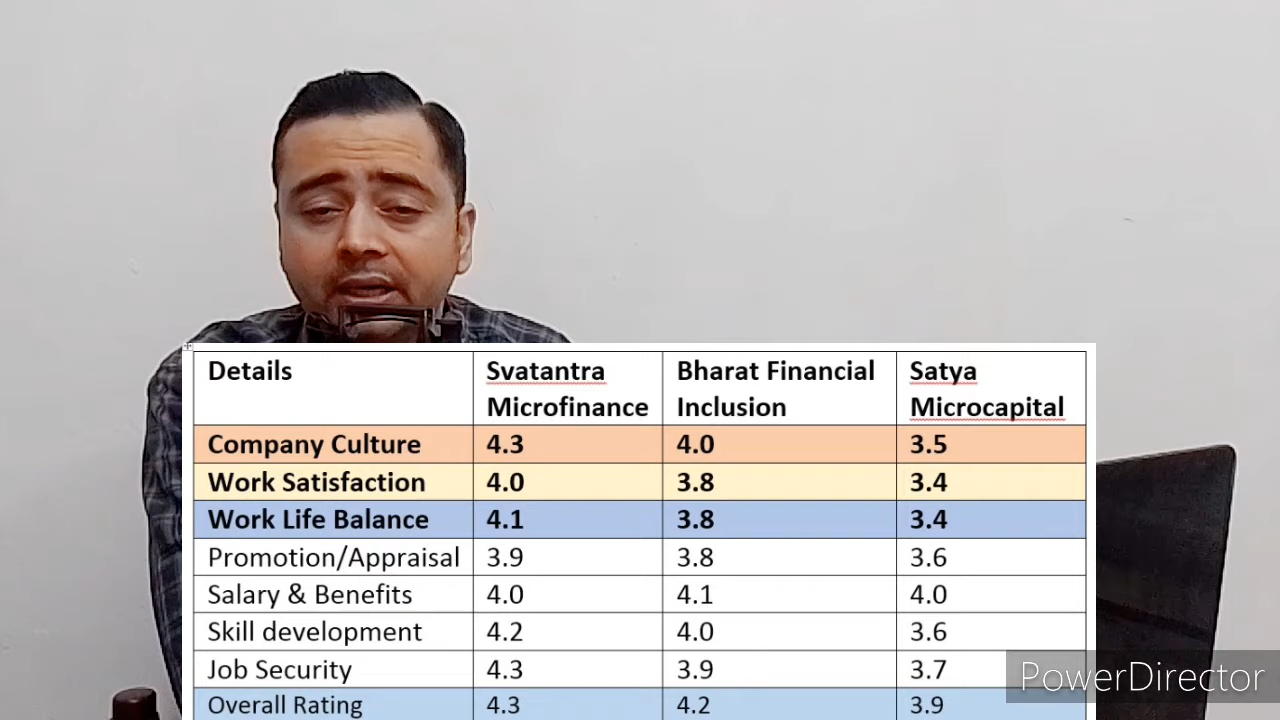 Details Svatantra Microfinance Bharat Financial Inclusion Satya Microcapital
Company Culture 4.3 4.0 3.5
Work Satisfaction 4.0 3.8 3.4
Work Life Balance 4.1 3.8 3.4
Promotion/Appraisal 3.9 3.8 3.6
Salary & Benefits 4.0 4.1 4.0
Skill development 4.2 4.0 3.6
Job Security 4.3 3.9 3.7
Overall Rating 4.3 4.2 3.9
PowerDirector